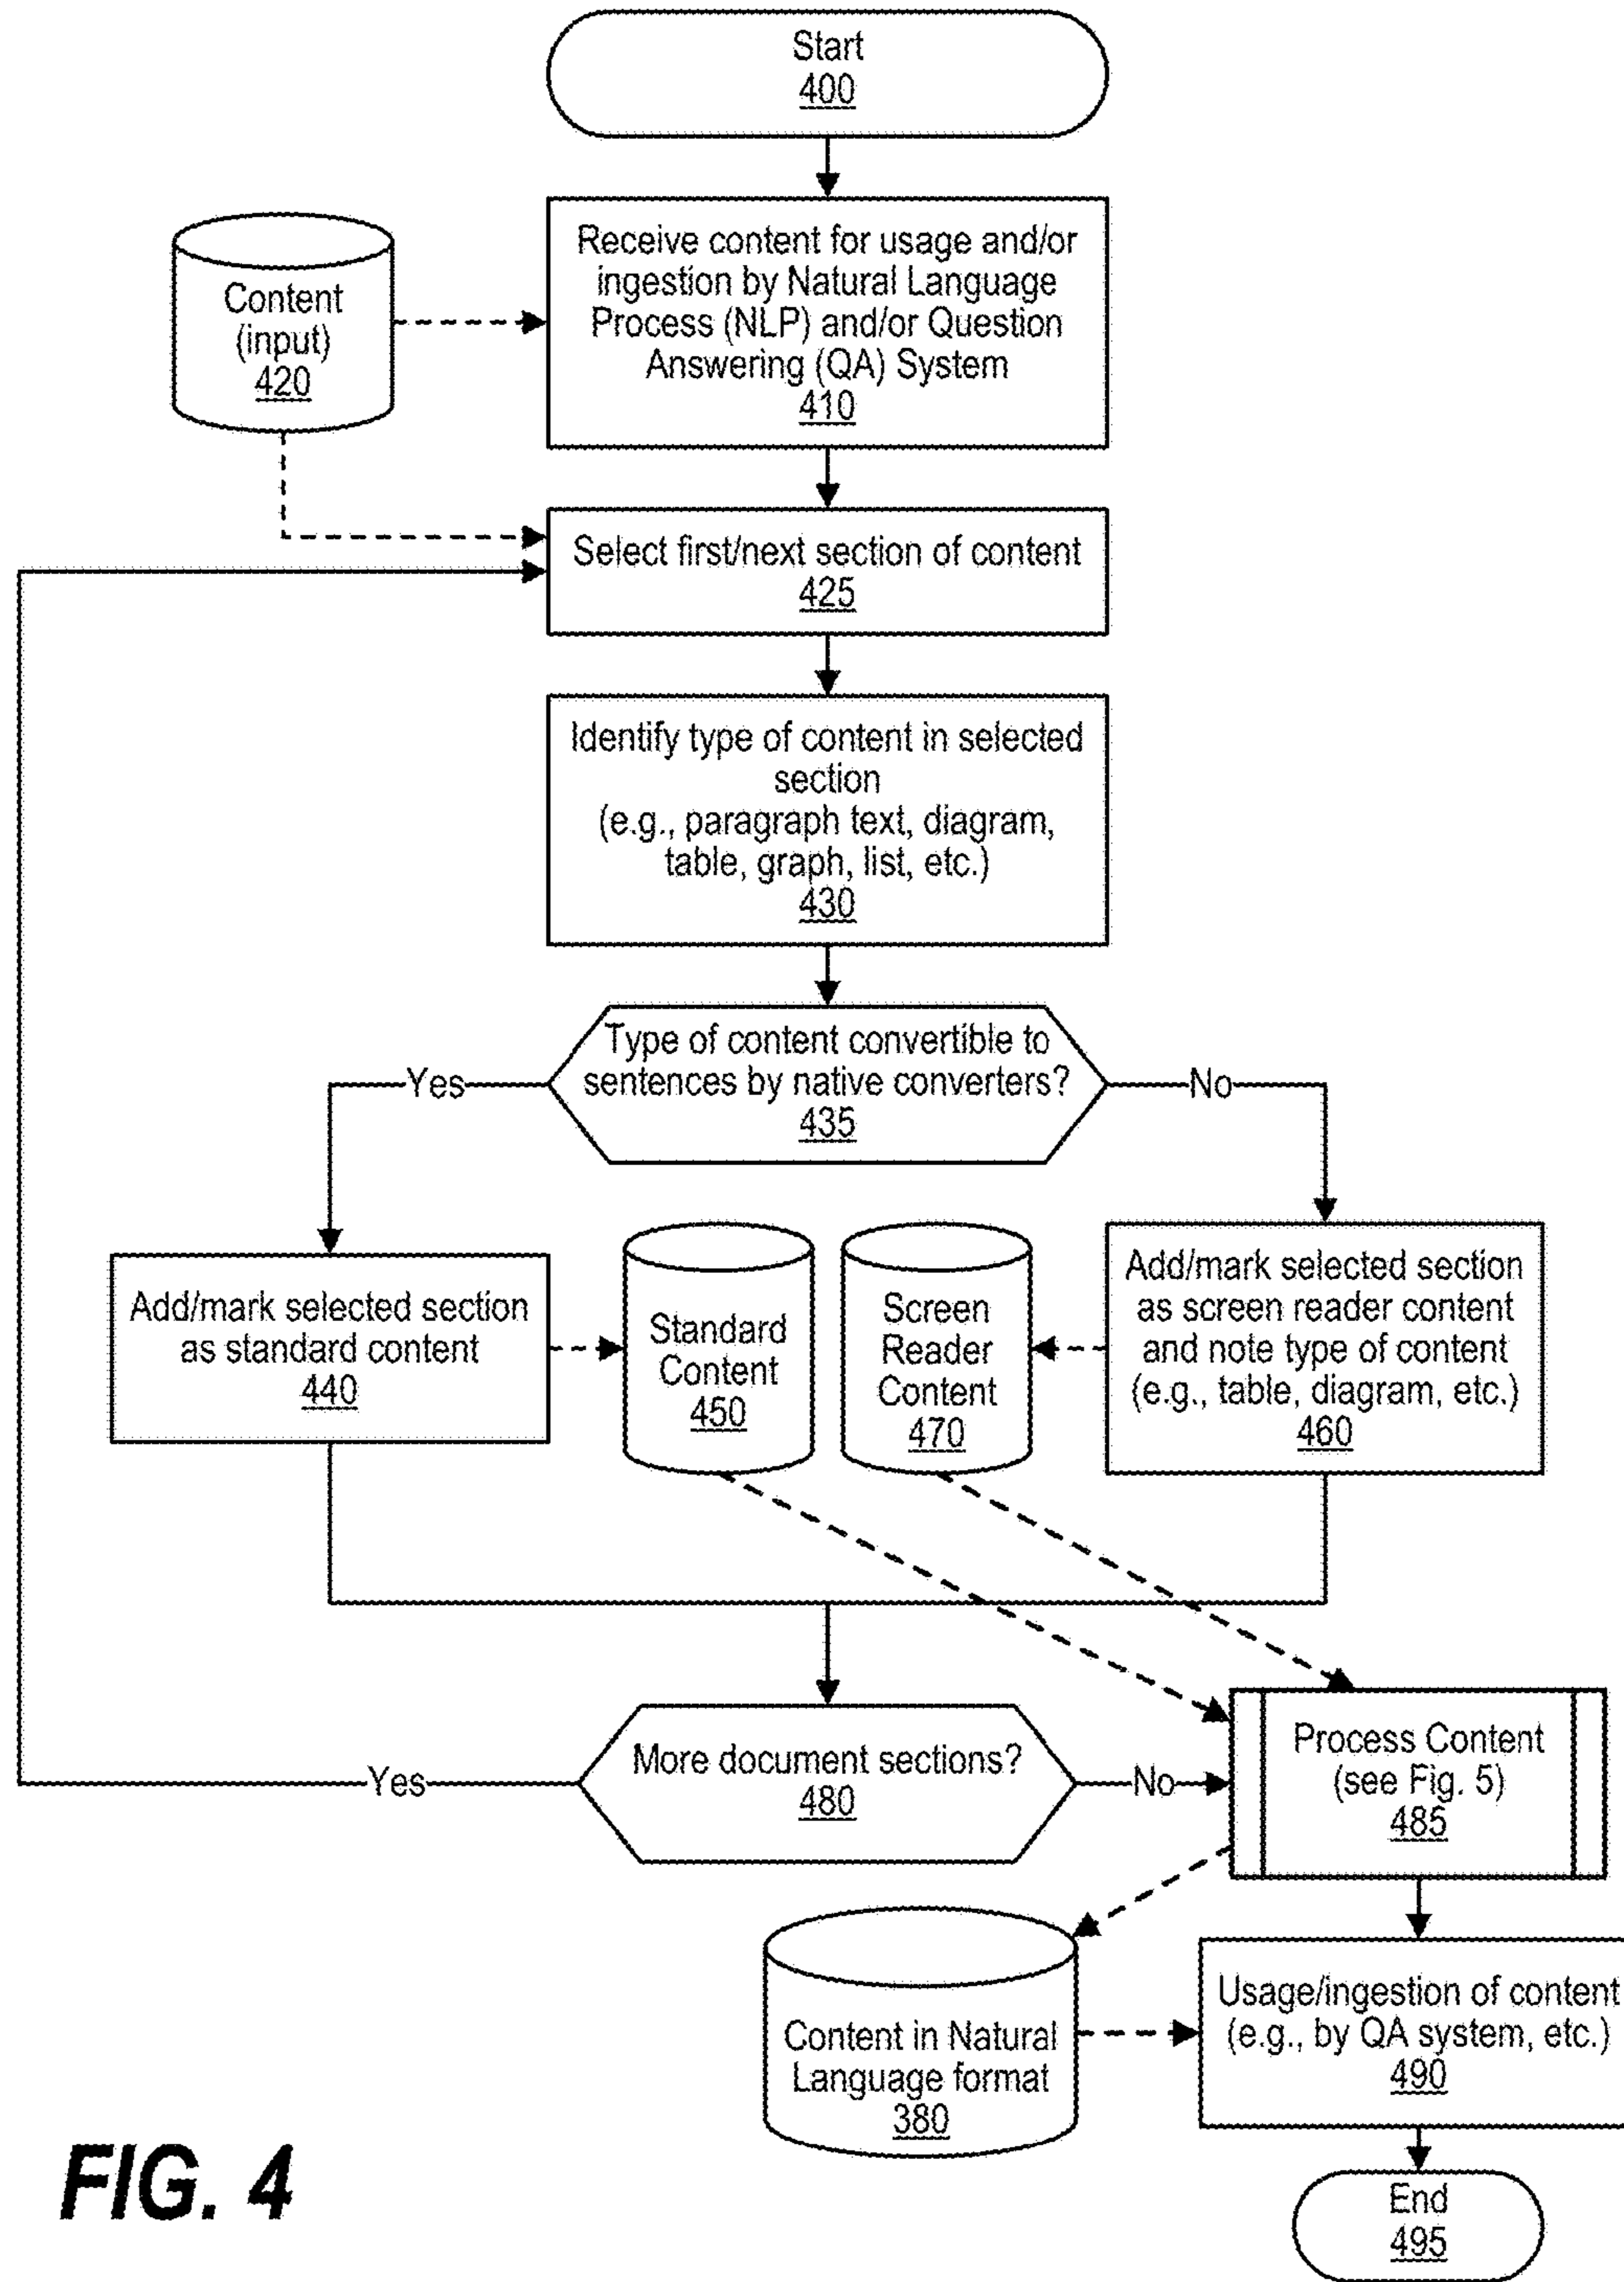 Start
400
Receive content for usage and/or
ingestion by Natural Language
Process (NLP) and/or Question
Answering (QA) System
410
Content
(input)
420
Select first/next section of content
425
Identify type of content in selected
section
(e.g., paragraph text, diagram,
table, graph, list, etc.)
430
Type of content convertible to
sentences by native converters?
435
Yes
No
Add/mark selected section
as standard content
440
Standard
Content
450
Screen
Reader
Content
470
Add/mark selected section
as screen reader content
and note type of content
(e.g., table, diagram, etc.)
460
More document sections?
480
Yes
No
Process Content
(see Fig. 5)
485
Content in Natural
Language format
380
Usage/ingestion of content
(e.g., by QA system, etc.)
490
End
495
FIG. 4